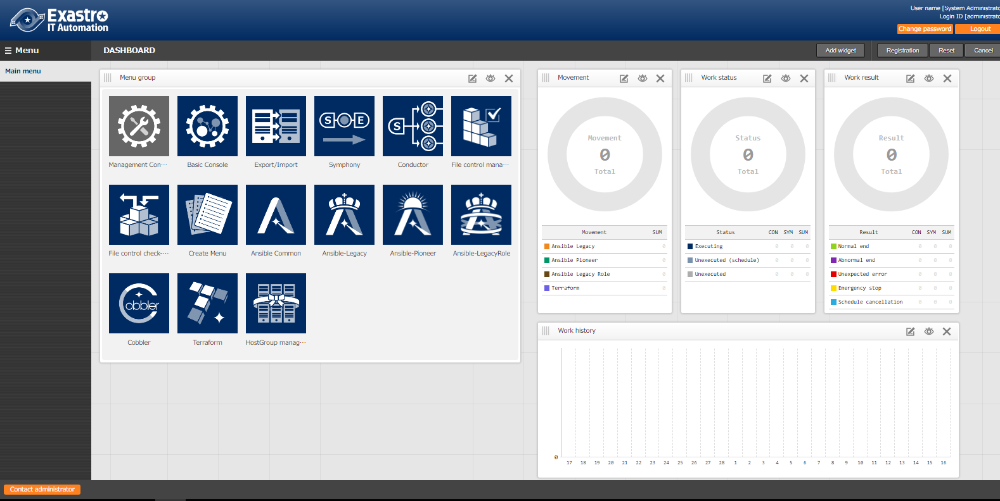 Exastro
IT Automation
User name [System Administrato
Login ID [administrato
Change password
Logout
Menu
DASHBOARD
Add widget
Registration
Reset
Cancel
Main menu
Menu group
Management Con…
Basic Console
Export/Import
S O E
Symphony
S
Conductor
File control mana…
File control check-…
Create Menu
Ansible Common
Ansible-Legacy
Ansible-Pioneer
Ansible-LegacyRole
Cobbler
Cobbler
Terraform
HostGroup manag…
Movement
Movement
0
Total
Movement SUM
Ansible Legacy 0
Ansible Pioneer 0
Ansible Legacy Role 0
Terraform 0
Work status
Status
0
Total
Status CON SYM SUM
Executing 0 0 0
Unexecuted (schedule) 0 0 0
Unexecuted 0 0 0
Work result
Result
0
Total
Result CON SYM SUM
Normal end 0 0 0
Abnormal end 0 0 0
Unexpected error 0 0 0
Emergency stop 0 0 0
Schedule cancellation 0 0 0
Work history
0
17 18 19 20 21 22 23 24 25 26 27 28 1 2 3 4 5 6 7 8 9 10 11 12 13 14 15 16
Contact administrator